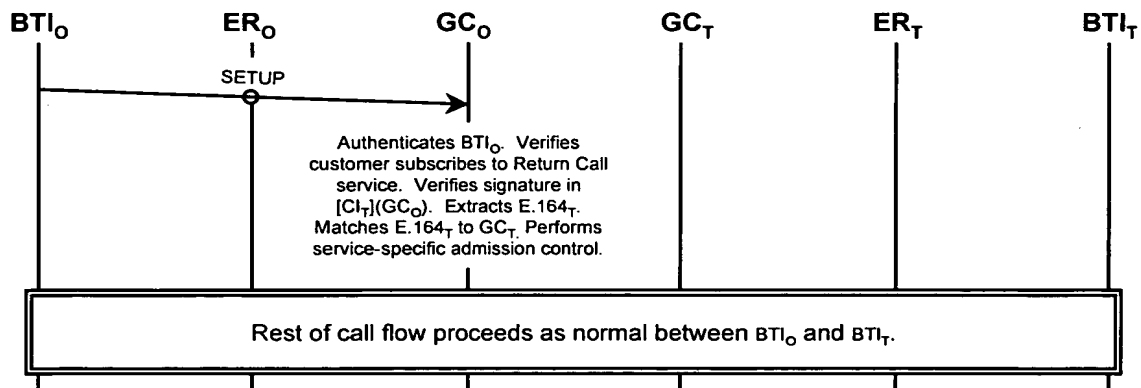 BTIO ERO GCO GCT ERT BTIT
SETUP
Authenticates BTIO. Verifies
customer subscribes to Return Call
service. Verifies signature in
[CIT](GCO). Extracts E.164T.
Matches E.164T to GCT. Performs
service-specific admission control.
Rest of call flow proceeds as normal between BTIO and BTIT.